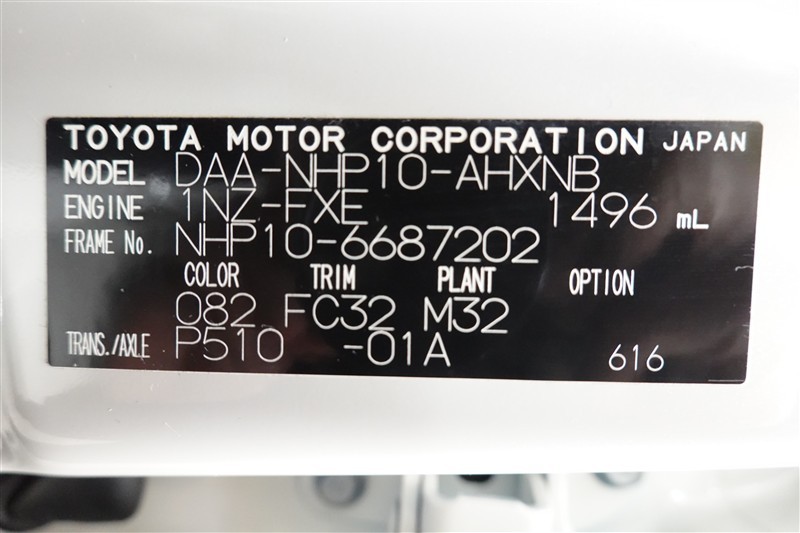 TOYOTA MOTOR CORPORATION JAPAN
MODEL DAA-NHP10-AHXNB
ENGINE 1NZ-FXE 1496 mL
FRAME No. NHP10-6687202
COLOR TRIM PLANT OPTION
082 FC32 M32
TRANS./AXLE P510 -01A 616